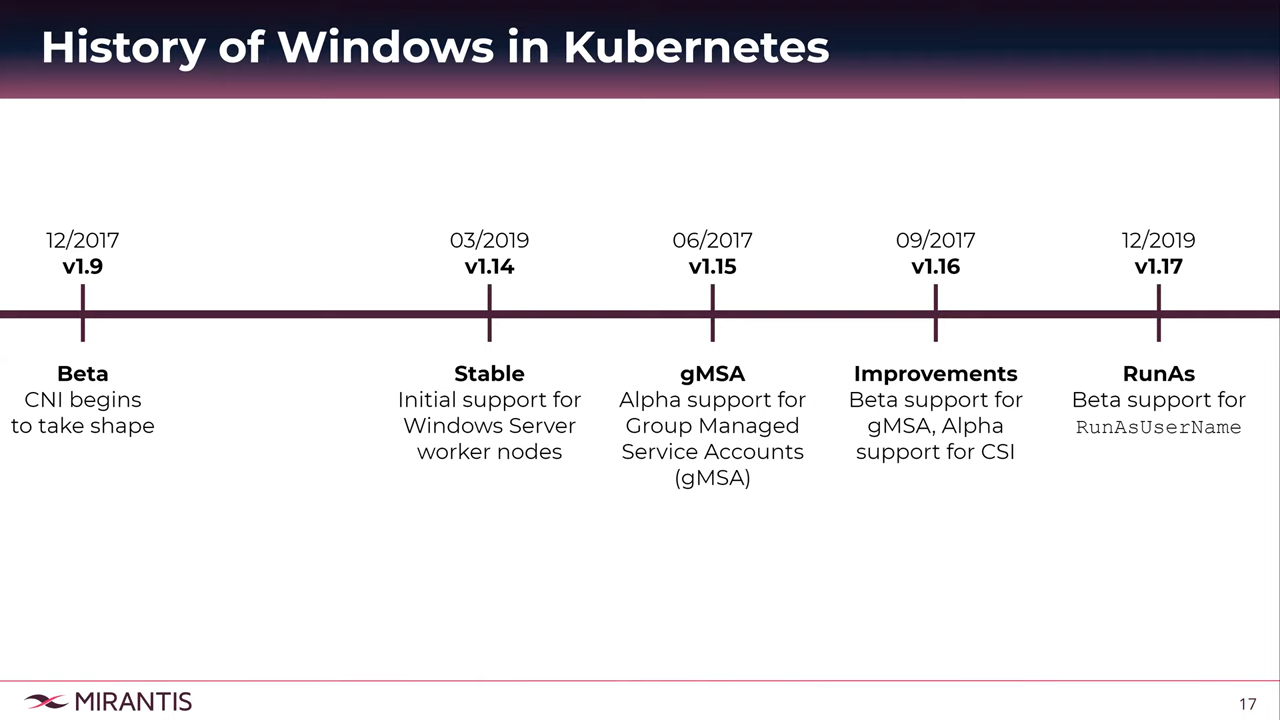 History of Windows in Kubernetes
12/2017
v1.9
Beta
CNI begins
to take shape
03/2019
v1.14
Stable
Initial support for
Windows Server
worker nodes
06/2017
v1.15
gMSA
Alpha support for
Group Managed
Service Accounts
(gMSA)
09/2017
v1.16
Improvements
Beta support for
gMSA, Alpha
support for CSI
12/2019
v1.17
RunAs
Beta support for
RunAsUserName
MIRANTIS
17